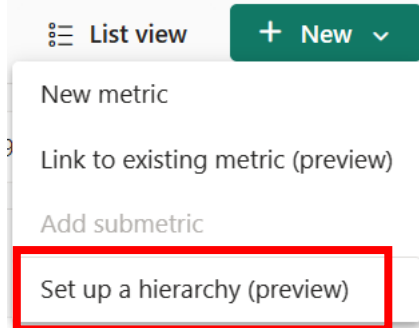 List view
+ New
New metric
Link to existing metric (preview)
Add submetric
Set up a hierarchy (preview)